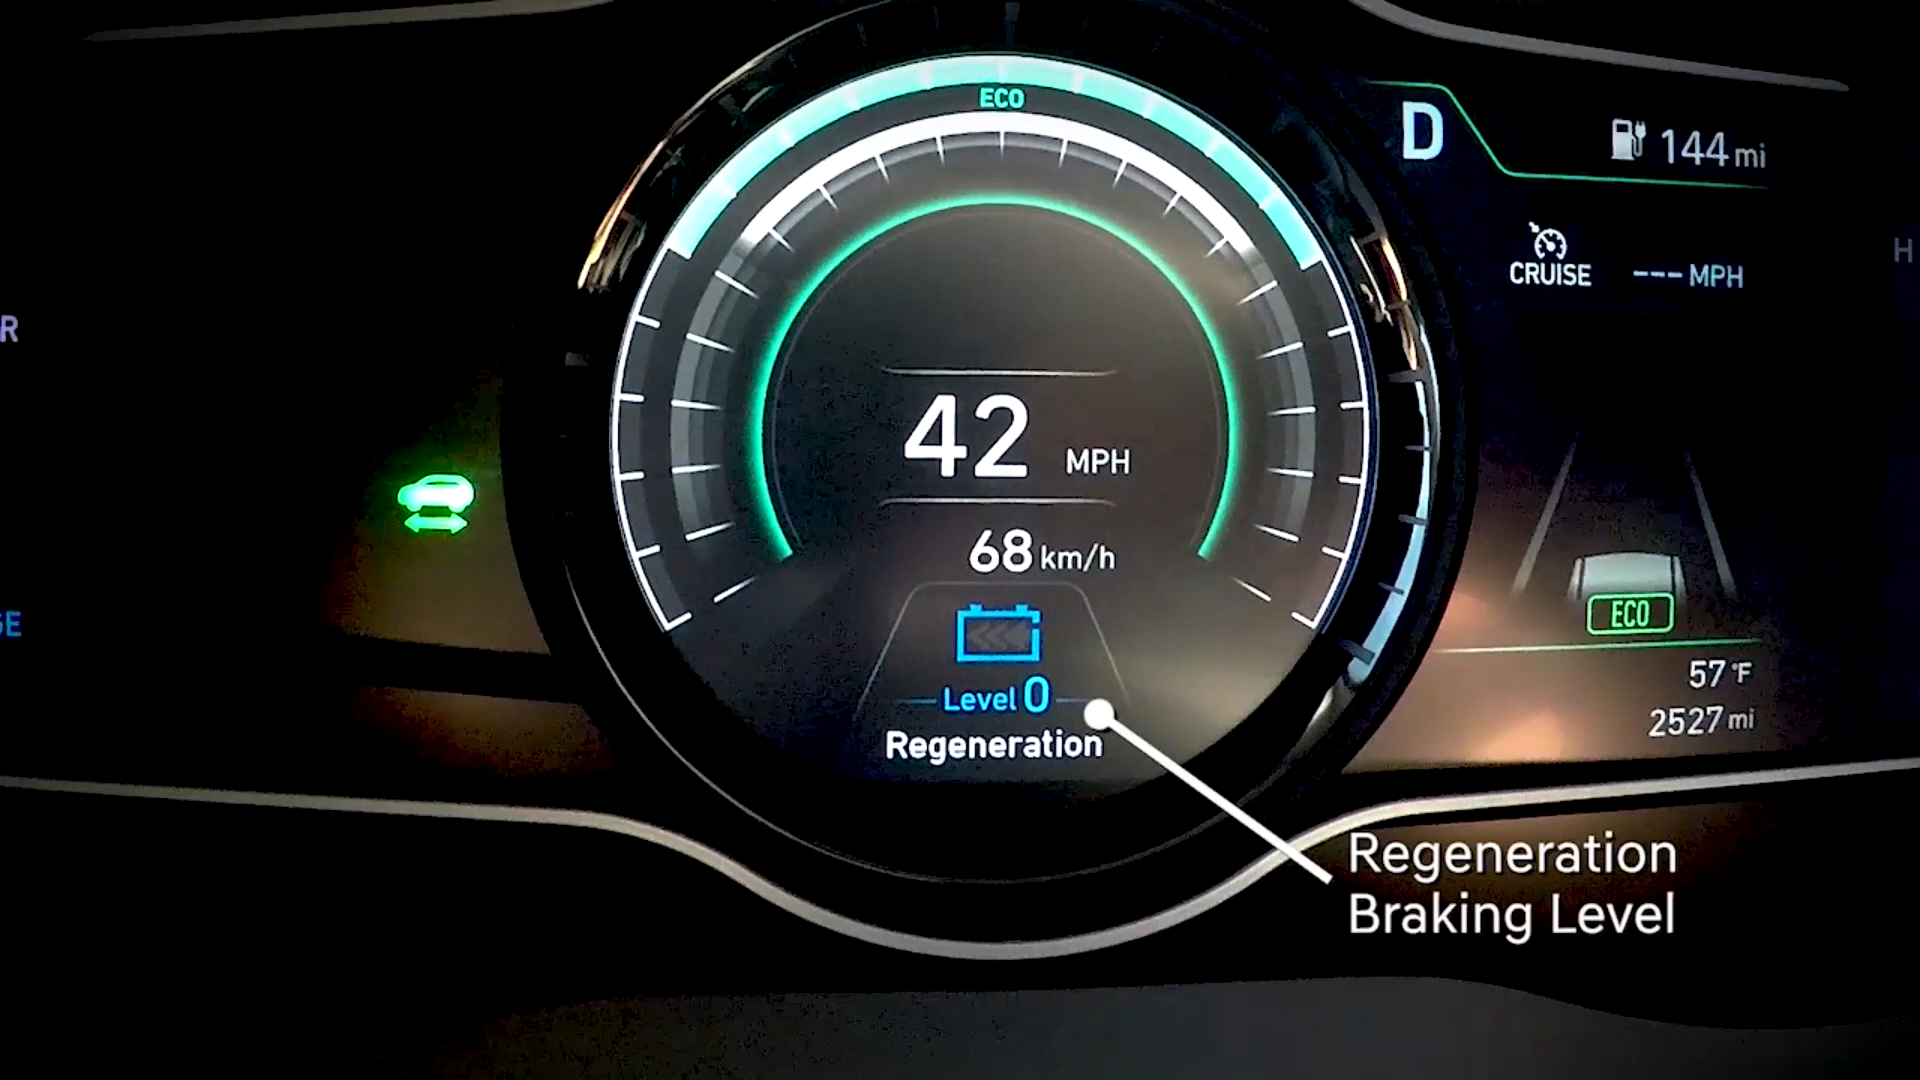 ECO
D
144 mi
CRUISE
--- MPH
H
R
42 MPH
68 km/h
ECO
GE
Level 0
Regeneration
57 °F
2527 mi
Regeneration
Braking Level